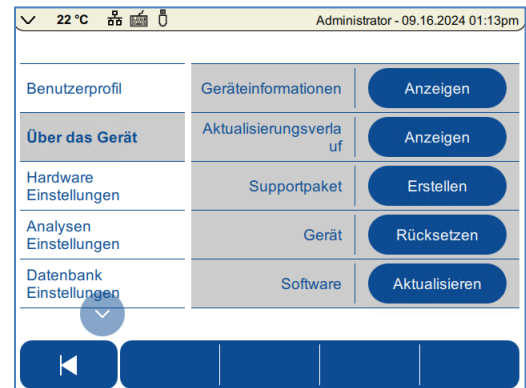 22 °C
Administrator - 09.16.2024 01:13pm
Benutzerprofil
Geräteinformationen
Anzeigen
Über das Gerät
Aktualisierungsverla
uf
Anzeigen
Hardware
Einstellungen
Supportpaket
Erstellen
Analysen
Einstellungen
Gerät
Rücksetzen
Datenbank
Einstellungen
Software
Aktualisieren